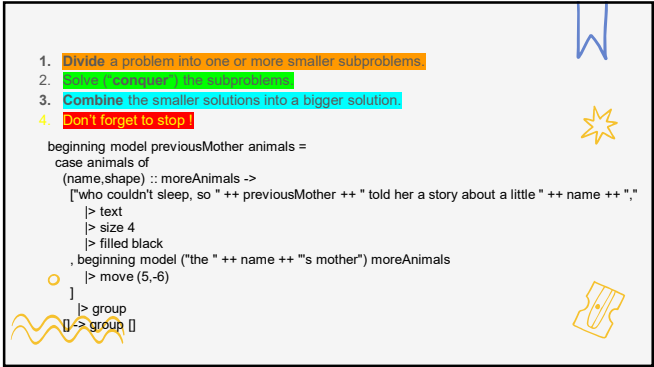 1. Divide a problem into one or more smaller subproblems.
2. Solve (“conquer”) the subproblems.
3. Combine the smaller solutions into a bigger solution.
4. Don’t forget to stop !
beginning model previousMother animals =
case animals of
(name,shape) :: moreAnimals ->
["who couldn't sleep, so " ++ previousMother ++ " told her a story about a little " ++ name ++ ","
|> text
|> size 4
|> filled black
, beginning model ("the " ++ name ++ "'s mother") moreAnimals
|> move (5,-6)
]
|> group
[] -> group []